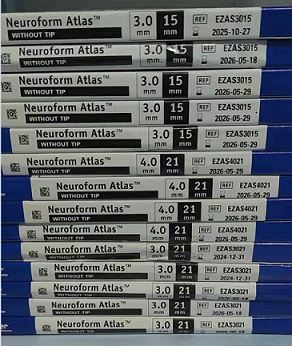 Neuroform Atlas™ 3.0 mm 15 mm REF EZAS3015
WITHOUT TIP 2025-10-27
Neuroform Atlas™ 3.0 mm 15 mm REF EZAS3015
WITHOUT TIP 2026-05-18
Neuroform Atlas™ 3.0 mm 15 mm REF EZAS3015
WITHOUT TIP 2026-05-29
Neuroform Atlas™ 3.0 mm 15 mm REF EZAS3015
WITHOUT TIP 2026-05-29
Neuroform Atlas™ 3.0 mm 15 mm REF EZAS3015
WITHOUT TIP 2026-05-29
Neuroform Atlas™ 4.0 mm 21 mm REF EZAS4021
WITHOUT TIP 2026-05-29
Neuroform Atlas™ 4.0 mm 21 mm REF EZAS4021
WITHOUT TIP 2026-05-29
Neuroform Atlas™ 4.0 mm 21 mm REF EZAS4021
WITHOUT TIP 2026-05-29
Neuroform Atlas™ 4.0 mm 21 mm REF EZAS4021
WITHOUT TIP 2026-05-29
Neuroform Atlas™ 3.0 mm 21 mm REF EZAS3021
WITHOUT TIP 2024-12-31
Neuroform Atlas™ 3.0 mm 21 mm REF EZAS3021
WITHOUT TIP 2024-12-31
Neuroform Atlas™ 3.0 mm 21 mm REF EZAS3021
WITHOUT TIP
Neuroform Atlas™ 3.0 mm 21 mm REF EZAS3021
WITHOUT TIP 2026-05-18
Neuroform Atlas™ 3.0 mm 21 mm REF EZAS3021
WITHOUT TIP